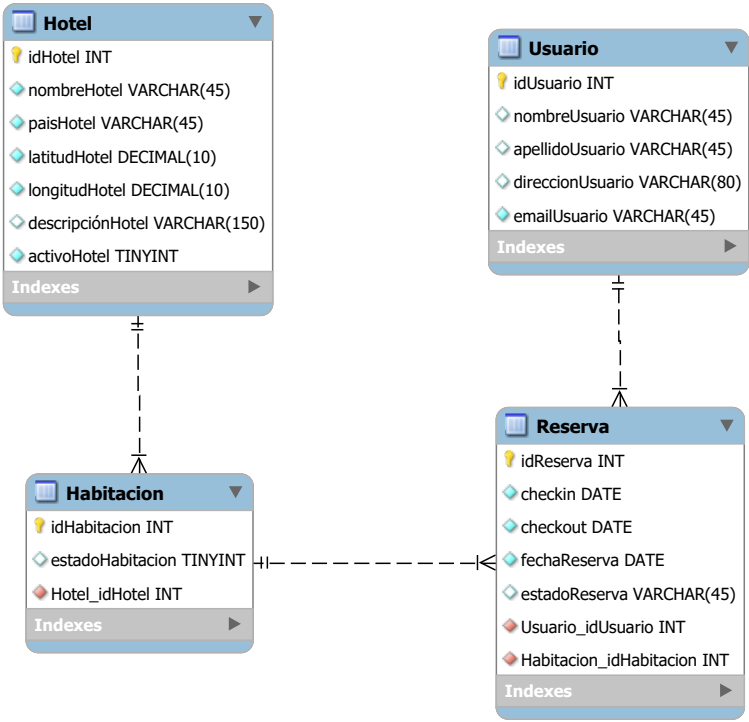 Hotel
idHotel INT
nombreHotel VARCHAR(45)
paisHotel VARCHAR(45)
latitudHotel DECIMAL(10)
longitudHotel DECIMAL(10)
descripciónHotel VARCHAR(150)
activoHotel TINYINT
Indexes
Usuario
idUsuario INT
nombreUsuario VARCHAR(45)
apellidoUsuario VARCHAR(45)
direccionUsuario VARCHAR(80)
emailUsuario VARCHAR(45)
Indexes
Habitacion
idHabitacion INT
estadoHabitacion TINYINT
Hotel_idHotel INT
Indexes
Reserva
idReserva INT
checkin DATE
checkout DATE
fechaReserva DATE
estadoReserva VARCHAR(45)
Usuario_idUsuario INT
Habitacion_idHabitacion INT
Indexes